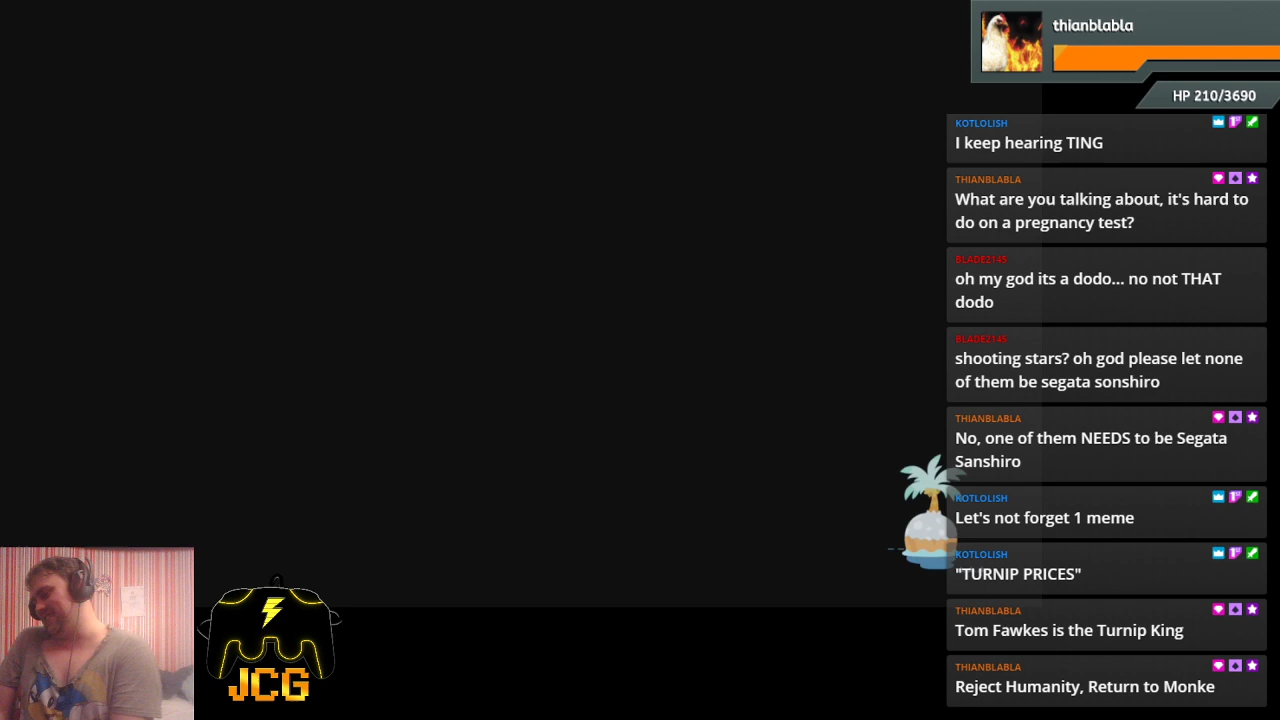 thianblabla
HP 210/3690
KOTLOLISH
I keep hearing TING
THIANBLABLA
What are you talking about, it's hard to
do on a pregnancy test?
BLADE2145
oh my god its a dodo... no not THAT
dodo
BLADE2145
shooting stars? oh god please let none
of them be segata sonshiro
THIANBLABLA
No, one of them NEEDS to be Segata
Sanshiro
KOTLOLISH
Let's not forget 1 meme
KOTLOLISH
"TURNIP PRICES"
THIANBLABLA
Tom Fawkes is the Turnip King
THIANBLABLA
Reject Humanity, Return to Monke
JCG